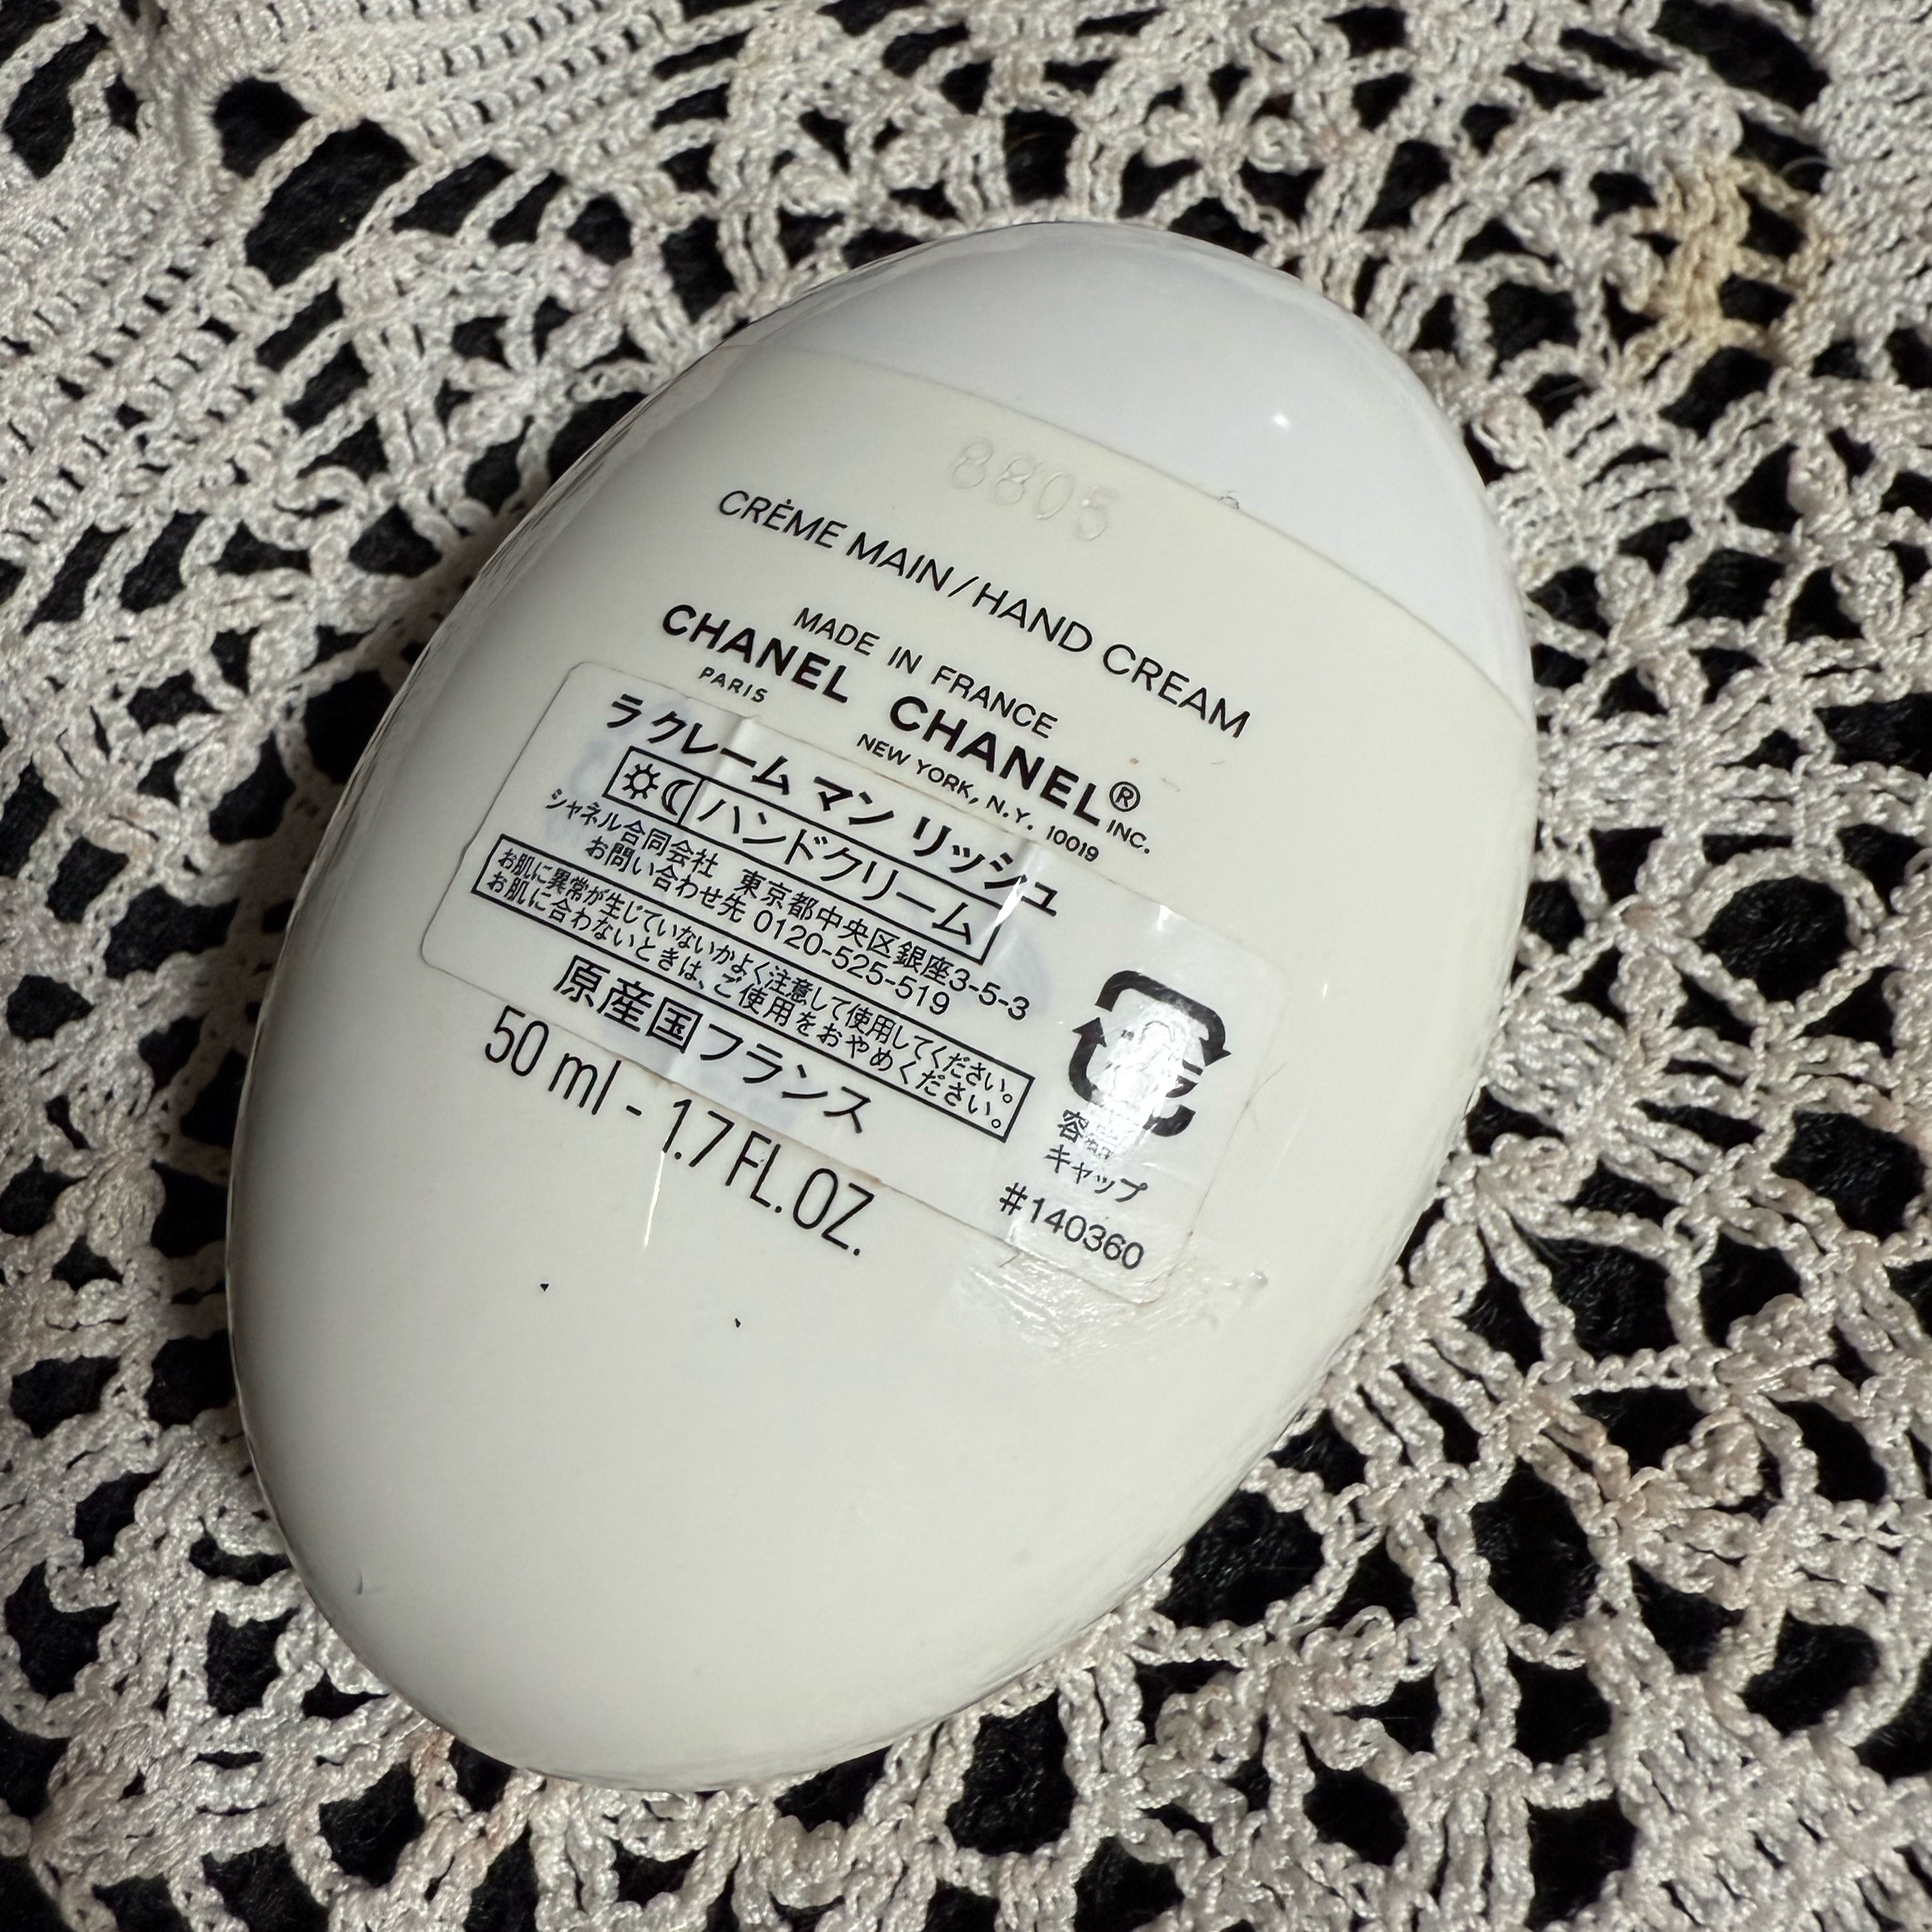 8805
CRÈME MAIN/HAND CREAM
MADE IN FRANCE
CHANEL CHANEL®
PARIS NEW YORK, N.Y. 10019 INC.
ラ クレーム マン リッシュ
ハンドクリーム
シャネル合同会社 東京都中央区銀座3-5-3
お問い合わせ先 0120-525-519
お肌に異常が生じていないかよく注意して使用してください。
お肌に合わないときは、ご使用をおやめください。
原産国フランス
キャップ
#140360
50 ml - 1.7 FL.OZ.